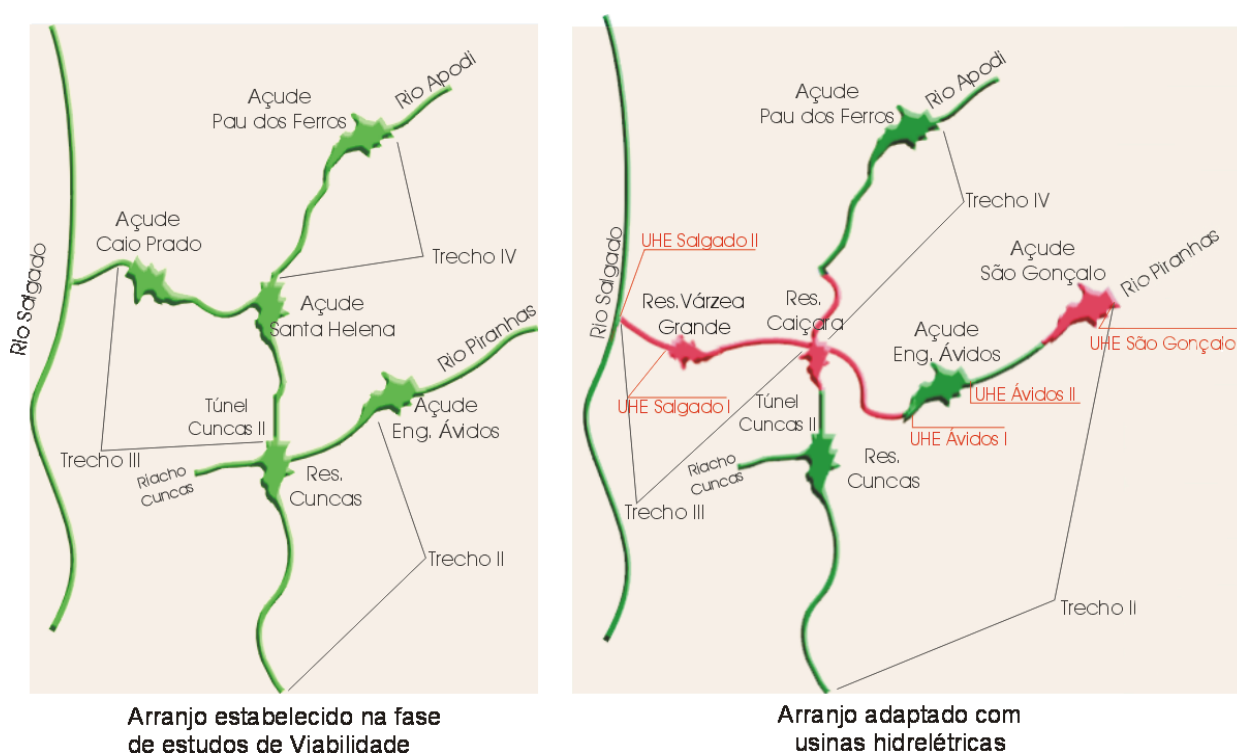 Rio Apodi
Açude
Pau dos Ferros
Açude
Caio Prado
Trecho IV
Rio Salgado
Açude
Santa Helena
Rio Piranhas
Túnel
Cuncas II
Açude
Eng. Ávidos
Trecho III
Riacho
Cuncas
Res.
Cuncas
Trecho II
Arranjo estabelecido na fase
de estudos de Viabilidade
Rio Apodi
Açude
Pau dos Ferros
Trecho IV
UHE Salgado II
Açude
São Gonçalo
Rio Piranhas
Rio Salgado
Res.Várzea
Grande
Res.
Caiçara
Açude
Eng. Ávidos
UHE São Gonçalo
UHE Ávidos II
UHE Salgado I
Túnel
Cuncas II
UHE Ávidos I
Riacho
Cuncas
Res.
Cuncas
Trecho III
Trecho II
Arranjo adaptado com
usinas hidrelétricas